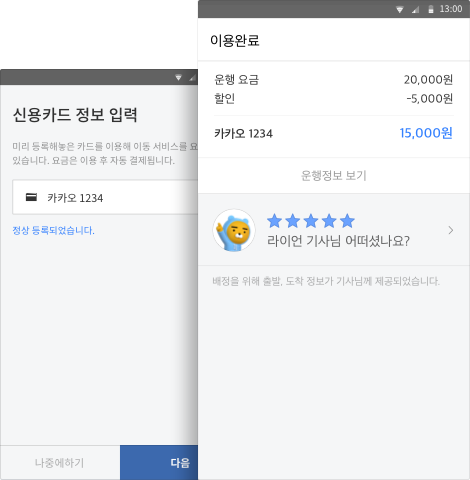 신용카드 정보 입력
미리 등록해놓은 카드를 이용해 이동 서비스를
있습니다. 요금은 이용 후 자동 결제됩니다.
카카오 1234
정상 등록되었습니다.
나중에하기
다음
13:00
이용완료
운행 요금 20,000원
할인 -5,000원
카카오 1234 15,000원
운행정보 보기
라이언 기사님 어떠셨나요?
배정을 위해 출발, 도착 정보가 기사님께 제공되었습니다.